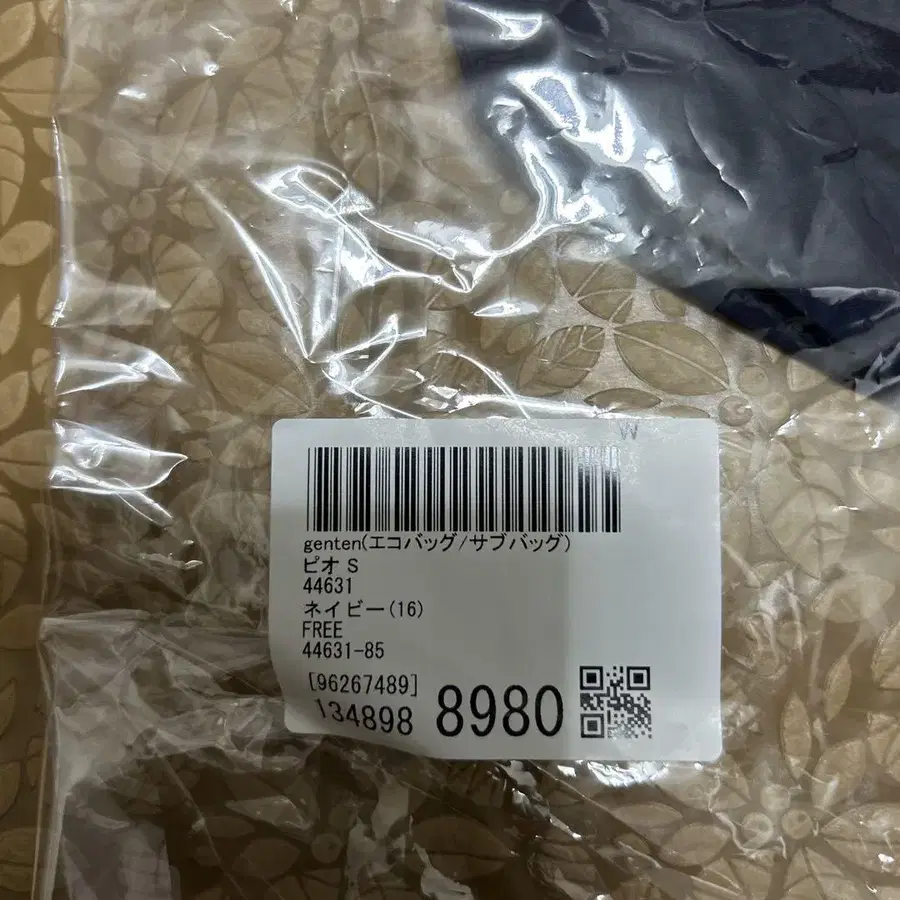 W
genten(エコバッグ/サブバッグ)
ピオ S
44631
ネイビー(16)
FREE
44631-85
[96267489]
134898 8980